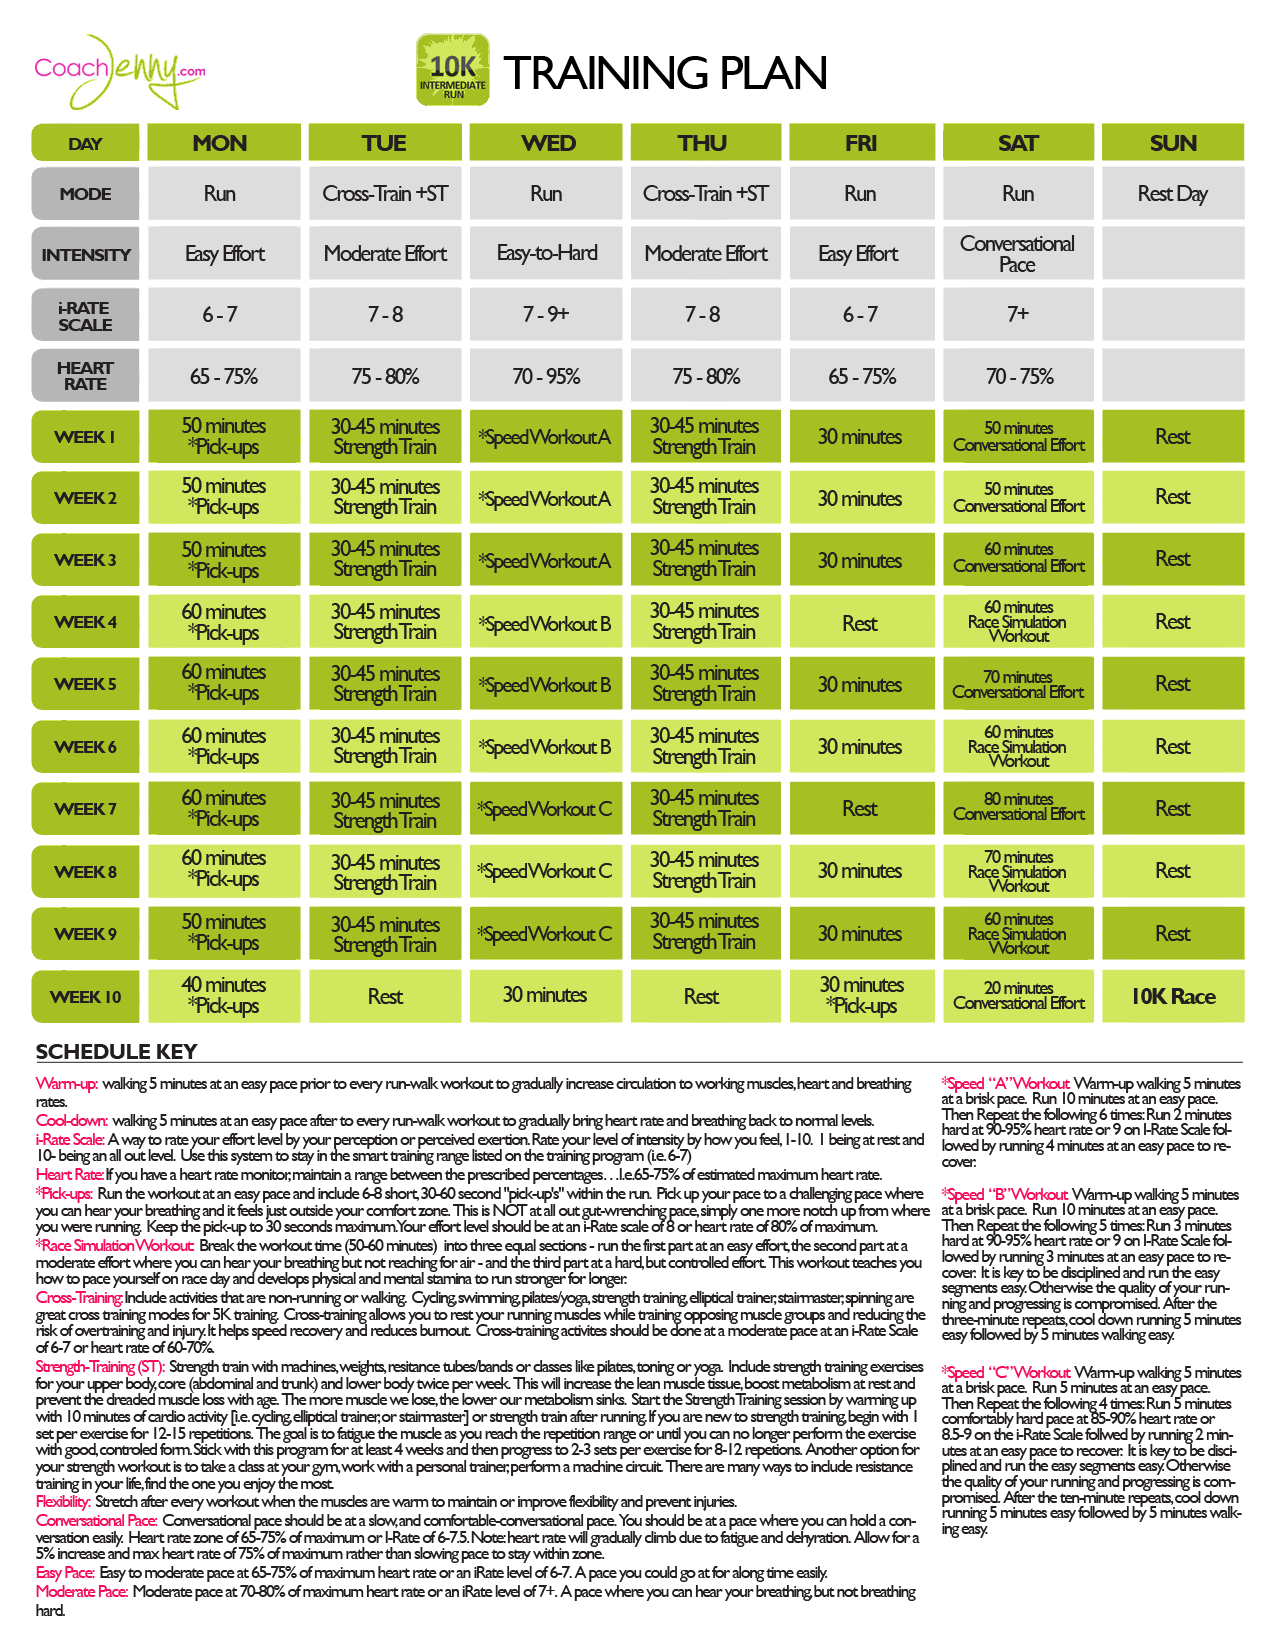 CoachJenny.com
10K
INTERMEDIATE
RUN
TRAINING PLAN
DAY MON TUE WED THU FRI SAT SUN
MODE Run Cross-Train +ST Run Cross-Train +ST Run Run Rest Day
INTENSITY Easy Effort Moderate Effort Easy-to-Hard Moderate Effort Easy Effort Conversational Pace
i-RATE SCALE 6 - 7 7 - 8 7 - 9+ 7 - 8 6 - 7 7+
HEART RATE 65 - 75% 75 - 80% 70 - 95% 75 - 80% 65 - 75% 70 - 75%
WEEK 1 50 minutes *Pick-ups 30-45 minutes Strength Train *Speed Workout A 30-45 minutes Strength Train 30 minutes 50 minutes Conversational Effort Rest
WEEK 2 50 minutes *Pick-ups 30-45 minutes Strength Train *Speed Workout A 30-45 minutes Strength Train 30 minutes 50 minutes Conversational Effort Rest
WEEK 3 50 minutes *Pick-ups 30-45 minutes Strength Train *Speed Workout A 30-45 minutes Strength Train 30 minutes 60 minutes Conversational Effort Rest
WEEK 4 60 minutes *Pick-ups 30-45 minutes Strength Train *Speed Workout B 30-45 minutes Strength Train Rest 60 minutes Race Simulation Workout Rest
WEEK 5 60 minutes *Pick-ups 30-45 minutes Strength Train *Speed Workout B 30-45 minutes Strength Train 30 minutes 70 minutes Conversational Effort Rest
WEEK 6 60 minutes *Pick-ups 30-45 minutes Strength Train *Speed Workout B 30-45 minutes Strength Train 30 minutes 60 minutes Race Simulation Workout Rest
WEEK 7 60 minutes *Pick-ups 30-45 minutes Strength Train *Speed Workout C 30-45 minutes Strength Train Rest 80 minutes Conversational Effort Rest
WEEK 8 60 minutes *Pick-ups 30-45 minutes Strength Train *Speed Workout C 30-45 minutes Strength Train 30 minutes 70 minutes Race Simulation Workout Rest
WEEK 9 50 minutes *Pick-ups 30-45 minutes Strength Train *Speed Workout C 30-45 minutes Strength Train 30 minutes 60 minutes Race Simulation Workout Rest
WEEK 10 40 minutes *Pick-ups Rest 30 minutes Rest 30 minutes *Pick-ups 20 minutes Conversational Effort 10K Race
SCHEDULE KEY
Warm-up: walking 5 minutes at an easy pace prior to every run-walk workout to gradually increase circulation to working muscles, heart and breathing
rates.
Cool-down: walking 5 minutes at an easy pace after to every run-walk workout to gradually bring heart rate and breathing back to normal levels.
i-Rate Scale: A way to rate your effort level by your perception or perceived exertion. Rate your level of intensity by how you feel, 1-10. 1 being at rest and
10- being an all out level. Use this system to stay in the smart training range listed on the training program (i.e. 6-7)
Heart Rate: If you have a heart rate monitor, maintain a range between the prescribed percentages…I.e. 65-75% of estimated maximum heart rate.
*Pick-ups: Run the workout at an easy pace and include 6-8 short, 30-60 second "pick-up's" within the run. Pick up your pace to a challenging pace where
you can hear your breathing and it feels just outside your comfort zone. This is NOT at all out gut-wrenching pace, simply one more notch up from where
you were running. Keep the pick-up to 30 seconds maximum. Your effort level should be at an i-Rate scale of 8 or heart rate of 80% of maximum.
*Race Simulation Workout: Break the workout time (50-60 minutes) into three equal sections - run the first part at an easy effort, the second part at a
moderate effort where you can hear your breathing but not reaching for air - and the third part at a hard, but controlled effort. This workout teaches you
how to pace yourself on race day and develops physical and mental stamina to run stronger for longer.
Cross-Training: Include activities that are non-running or walking. Cycling, swimming, pilates/yoga, strength training, elliptical trainer, stairmaster, spinning are
great cross training modes for 5K training. Cross-training allows you to rest your running muscles while training opposing muscle groups and reducing the
risk of overtraining and injury. It helps speed recovery and reduces burnout. Cross-training activites should be done at a moderate pace at an i-Rate Scale
of 6-7 or heart rate of 60-70%.
Strength-Training (ST): Strength train with machines, weights, resitance tubes/bands or classes like pilates, toning or yoga. Include strength training exercises
for your upper body, core (abdominal and trunk) and lower body twice per week. This will increase the lean muscle tissue, boost metabolism at rest and
prevent the dreaded muscle loss with age. The more muscle we lose, the lower our metabolism sinks. Start the Strength Training session by warming up
with 10 minutes of cardio activity [i.e. cycling, elliptical trainer, or stairmaster] or strength train after running. If you are new to strength training, begin with 1
set per exercise for 12-15 repetitions. The goal is to fatigue the muscle as you reach the repetition range or until you can no longer perform the exercise
with good, controled form. Stick with this program for at least 4 weeks and then progress to 2-3 sets per exercise for 8-12 repetions. Another option for
your strength workout is to take a class at your gym, work with a personal trainer, perform a machine circuit. There are many ways to include resistance
training in your life, find the one you enjoy the most.
Flexibility: Stretch after every workout when the muscles are warm to maintain or improve flexibility and prevent injuries.
Conversational Pace: Conversational pace should be at a slow, and comfortable-conversational pace. You should be at a pace where you can hold a con-
versation easily. Heart rate zone of 65-75% of maximum or I-Rate of 6-7.5. Note: heart rate will gradually climb due to fatigue and dehyration. Allow for a
5% increase and max heart rate of 75% of maximum rather than slowing pace to stay within zone.
Easy Pace: Easy to moderate pace at 65-75% of maximum heart rate or an iRate level of 6-7. A pace you could go at for along time easily.
Moderate Pace: Moderate pace at 70-80% of maximum heart rate or an iRate level of 7+. A pace where you can hear your breathing, but not breathing
hard.
*Speed "A" Workout: Warm-up walking 5 minutes
at a brisk pace. Run 10 minutes at an easy pace.
Then Repeat the following 6 times: Run 2 minutes
hard at 90-95% heart rate or 9 on I-Rate Scale fol-
lowed by running 4 minutes at an easy pace to re-
cover.
*Speed "B" Workout: Warm-up walking 5 minutes
at a brisk pace. Run 10 minutes at an easy pace.
Then Repeat the following 5 times: Run 3 minutes
hard at 90-95% heart rate or 9 on I-Rate Scale fol-
lowed by running 3 minutes at an easy pace to re-
cover. It is key to be disciplined and run the easy
segments easy. Otherwise the quality of your run-
ning and progressing is compromised. After the
three-minute repeats, cool down running 5 minutes
easy followed by 5 minutes walking easy.
*Speed "C" Workout: Warm-up walking 5 minutes
at a brisk pace. Run 5 minutes at an easy pace.
Then Repeat the following 4 times: Run 5 minutes
comfortably hard pace at 85-90% heart rate or
8.5-9 on the i-Rate Scale follwed by running 2 min-
utes at an easy pace to recover. It is key to be disci-
plined and run the easy segments easy. Otherwise
the quality of your running and progressing is com-
promised. After the ten-minute repeats, cool down
running 5 minutes easy followed by 5 minutes walk-
ing easy.